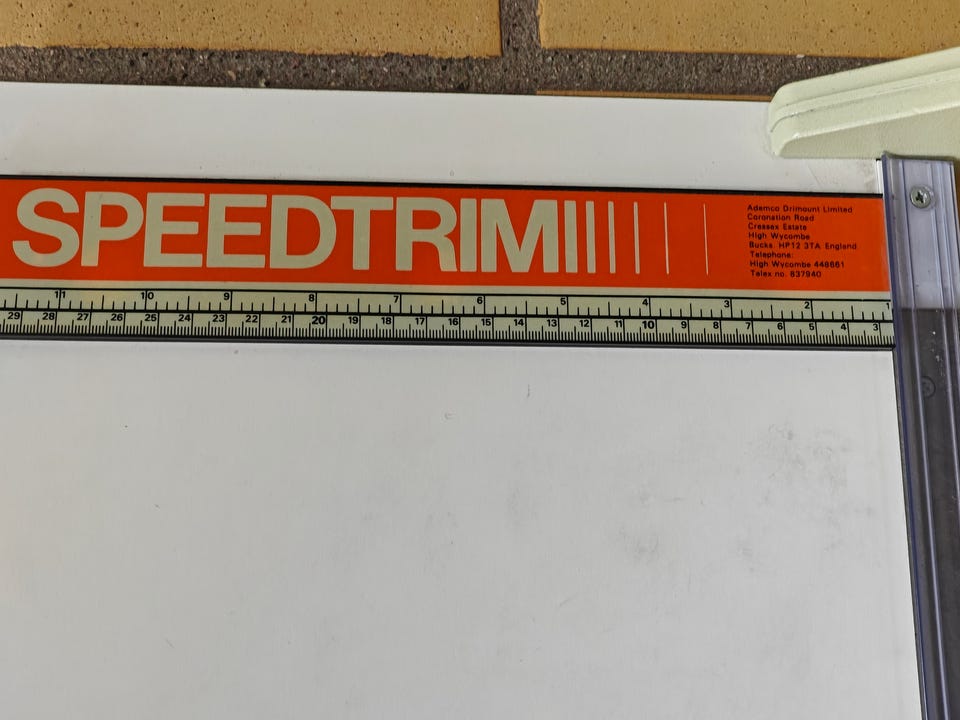 SPEEDTRIM
Ademco Drimount Limited
Coronation Road
Cressex Estate
High Wycombe
Bucks HP12 3TA England
Telephone:
High Wycombe 448661
Telex no. 837940
11 10 9 8 7 6 5 4 3 2 1
29 28 27 26 25 24 23 22 21 20 19 18 17 16 15 14 13 12 11 10 9 8 7 6 5 4 3